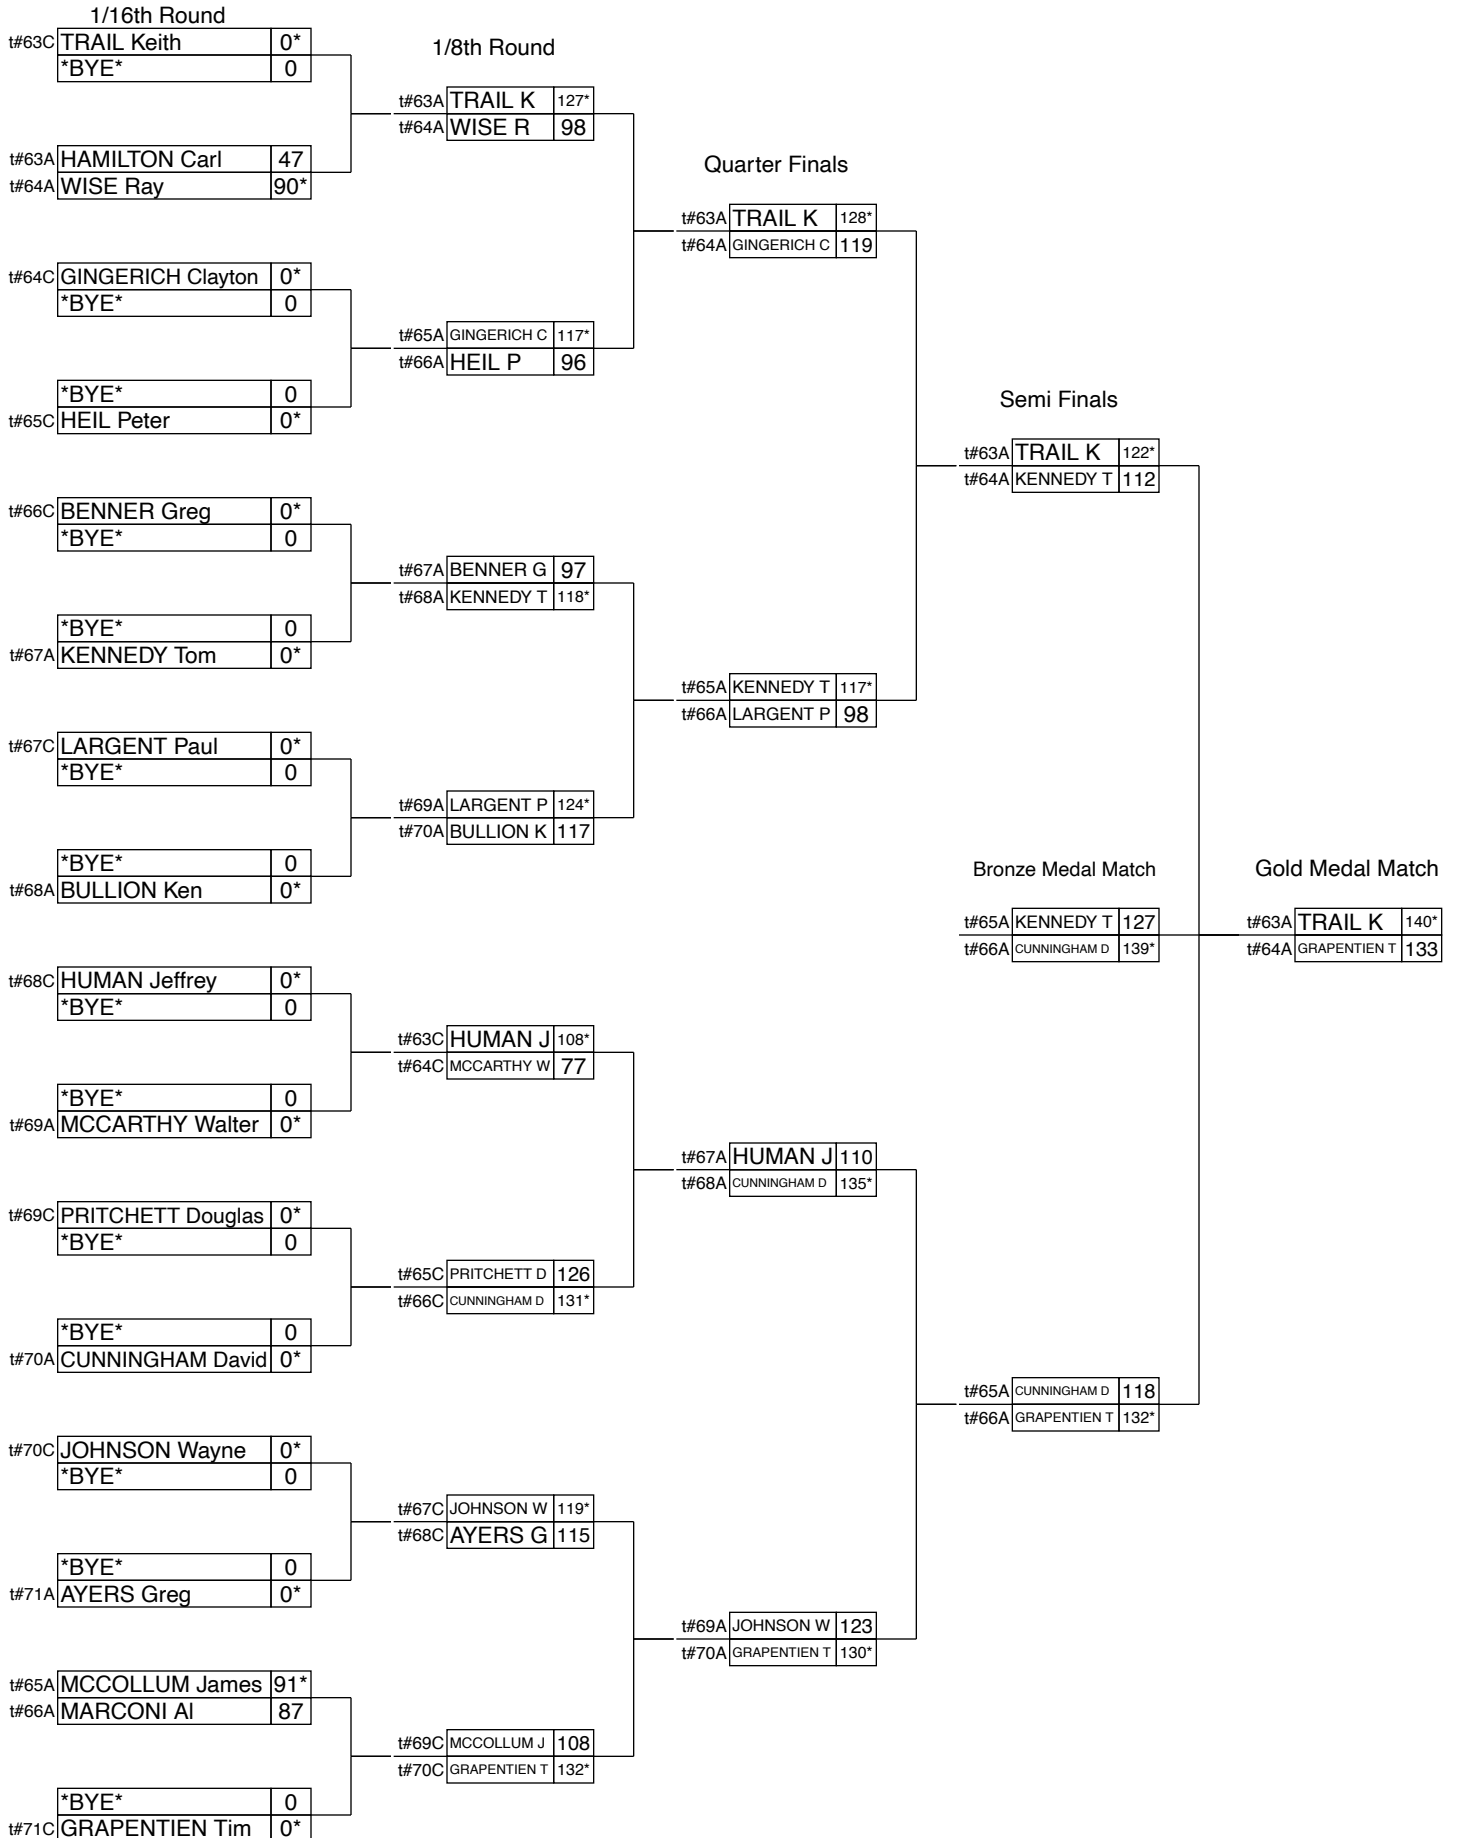 1/16th Round
t#63C TRAIL Keith 0*
*BYE* 0
t#63A HAMILTON Carl 47
t#64A WISE Ray 90*
t#64C GINGERICH Clayton 0*
*BYE* 0
*BYE* 0
t#65C HEIL Peter 0*
t#66C BENNER Greg 0*
*BYE* 0
*BYE* 0
t#67A KENNEDY Tom 0*
t#67C LARGENT Paul 0*
*BYE* 0
*BYE* 0
t#68A BULLION Ken 0*
t#68C HUMAN Jeffrey 0*
*BYE* 0
*BYE* 0
t#69A MCCARTHY Walter 0*
t#69C PRITCHETT Douglas 0*
*BYE* 0
*BYE* 0
t#70A CUNNINGHAM David 0*
t#70C JOHNSON Wayne 0*
*BYE* 0
*BYE* 0
t#71A AYERS Greg 0*
t#65A MCCOLLUM James 91*
t#66A MARCONI Al 87
*BYE* 0
t#71C GRAPENTIEN Tim 0*
1/8th Round
t#63A TRAIL K 127*
t#64A WISE R 98
t#65A GINGERICH C 117*
t#66A HEIL P 96
t#67A BENNER G 97
t#68A KENNEDY T 118*
t#69A LARGENT P 124*
t#70A BULLION K 117
t#63C HUMAN J 108*
t#64C MCCARTHY W 77
t#65C PRITCHETT D 126
t#66C CUNNINGHAM D 131*
t#67C JOHNSON W 119*
t#68C AYERS G 115
t#69C MCCOLLUM J 108
t#70C GRAPENTIEN T 132*
Quarter Finals
t#63A TRAIL K 128*
t#64A GINGERICH C 119
t#65A KENNEDY T 117*
t#66A LARGENT P 98
t#67A HUMAN J 110
t#68A CUNNINGHAM D 135*
t#69A JOHNSON W 123
t#70A GRAPENTIEN T 130*
Semi Finals
t#63A TRAIL K 122*
t#64A KENNEDY T 112
t#65A CUNNINGHAM D 118
t#66A GRAPENTIEN T 132*
Bronze Medal Match
t#65A KENNEDY T 127
t#66A CUNNINGHAM D 139*
Gold Medal Match
t#63A TRAIL K 140*
t#64A GRAPENTIEN T 133